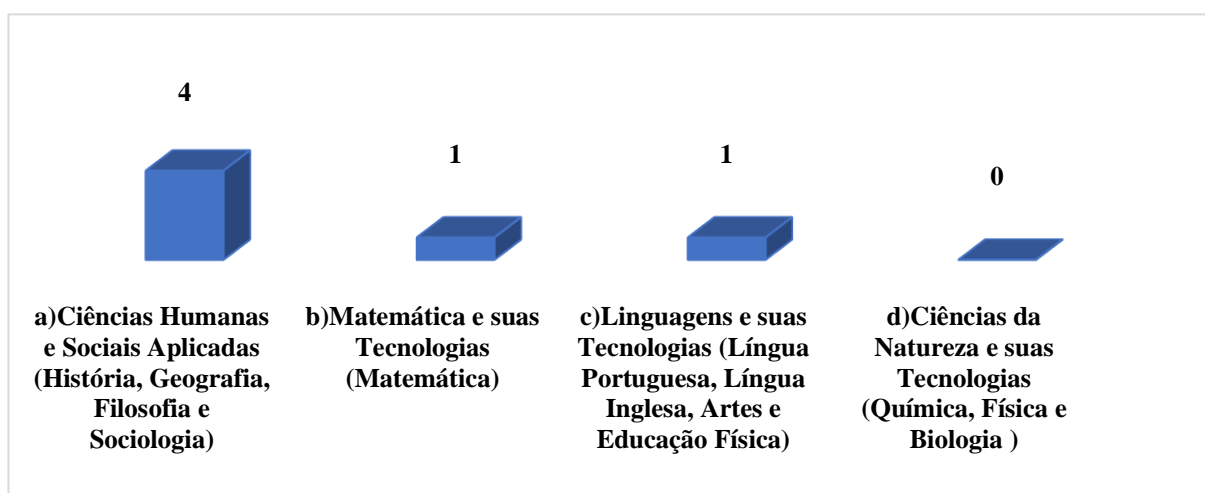 4
1
1
0
a)Ciências Humanas
e Sociais Aplicadas
(História, Geografia,
Filosofia e
Sociologia)
b)Matemática e suas
Tecnologias
(Matemática)
c)Linguagens e suas
Tecnologias (Língua
Portuguesa, Língua
Inglesa, Artes e
Educação Física)
d)Ciências da
Natureza e suas
Tecnologias
(Química, Física e
Biologia )